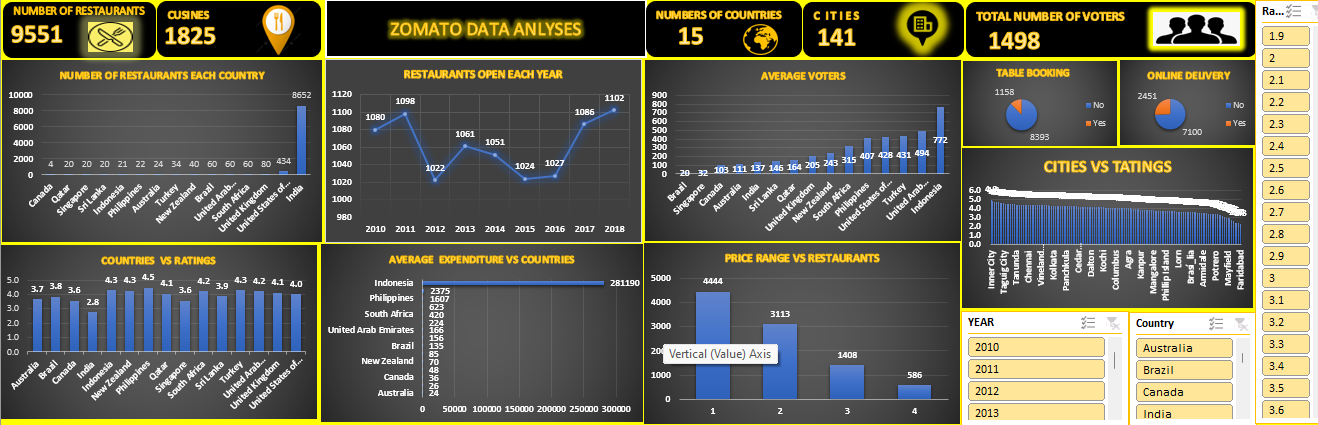 NUMBER OF RESTAURANTS
9551
CUSINES
1825
ZOMATO DATA ANLYSES
NUMBERS OF COUNTRIES
15
CITIES
141
TOTAL NUMBER OF VOTERS
1498
Ra...
1.9
2
2.1
2.2
2.3
2.4
2.5
2.6
2.7
2.8
2.9
3
3.1
3.2
3.3
3.4
3.5
3.6
NUMBER OF RESTAURANTS EACH COUNTRY
10000
8000
6000
4000
2000
0
4 20 20 20 21 22 24 34 40 60 60 60 80 434 8652
Canada
Qatar
Singapore
Sri Lanka
Indonesia
Philippines
Australia
Turkey
New Zealand
Brazil
United Arab...
South Africa
United Kingdom
United States of...
India
RESTAURANTS OPEN EACH YEAR
1120
1100
1080
1060
1040
1020
1000
980
1080 1098 1022 1061 1051 1024 1027 1086 1102
2010 2011 2012 2013 2014 2015 2016 2017 2018
AVERAGE VOTERS
900
800
700
600
500
400
300
200
100
0
20 32 103 111 137 146 164 205 243 315 407 428 431 494 772
Brazil
Singapore
Canada
Australia
India
Sri Lanka
Qatar
United Kingdom
New Zealand
South Africa
Philippines
United States of...
Turkey
United Arab...
Indonesia
TABLE BOOKING
1158
8393
No
Yes
ONLINE DELIVERY
2451
7100
No
Yes
CITIES VS TATINGS
6.0
5.0
4.0
3.0
2.0
1.0
0.0
Inner City
Taguig City
Tanunda
Chennai
Vineland...
Kolkata
Panchkula
Cedar...
Dalton
Kochi
Columbus
Agra
Kanpur
Mangalore
Phillip Island
Lorn
Armidale
Potrero
Mayfield
Faridabad
COUNTRIES VS RATINGS
5.0
4.0
3.0
2.0
1.0
0.0
3.7 3.8 3.6 2.8 4.3 4.3 4.5 4.1 3.6 4.2 3.9 4.3 4.2 4.1 4.0
Australia
Brazil
Canada
India
Indonesia
New Zealand
Philippines
Qatar
Singapore
South Africa
Sri Lanka
Turkey
United Arab...
United Kingdom
United States of...
AVERAGE EXPENDITURE VS COUNTRIES
Indonesia 281190
2375
Philippines 1607
623
South Africa 420
224
United Arab Emirates 166
156
Brazil 135
85
New Zealand 70
48
Canada 36
26
Australia 24
0 50000 100000 150000 200000 250000 300000
PRICE RANGE VS RESTAURANTS
5000
4000
3000
2000
1000
0
4444
3113
1408
586
1 2 3 4
Vertical (Value) Axis
YEAR
2010
2011
2012
2013
Country
Australia
Brazil
Canada
India